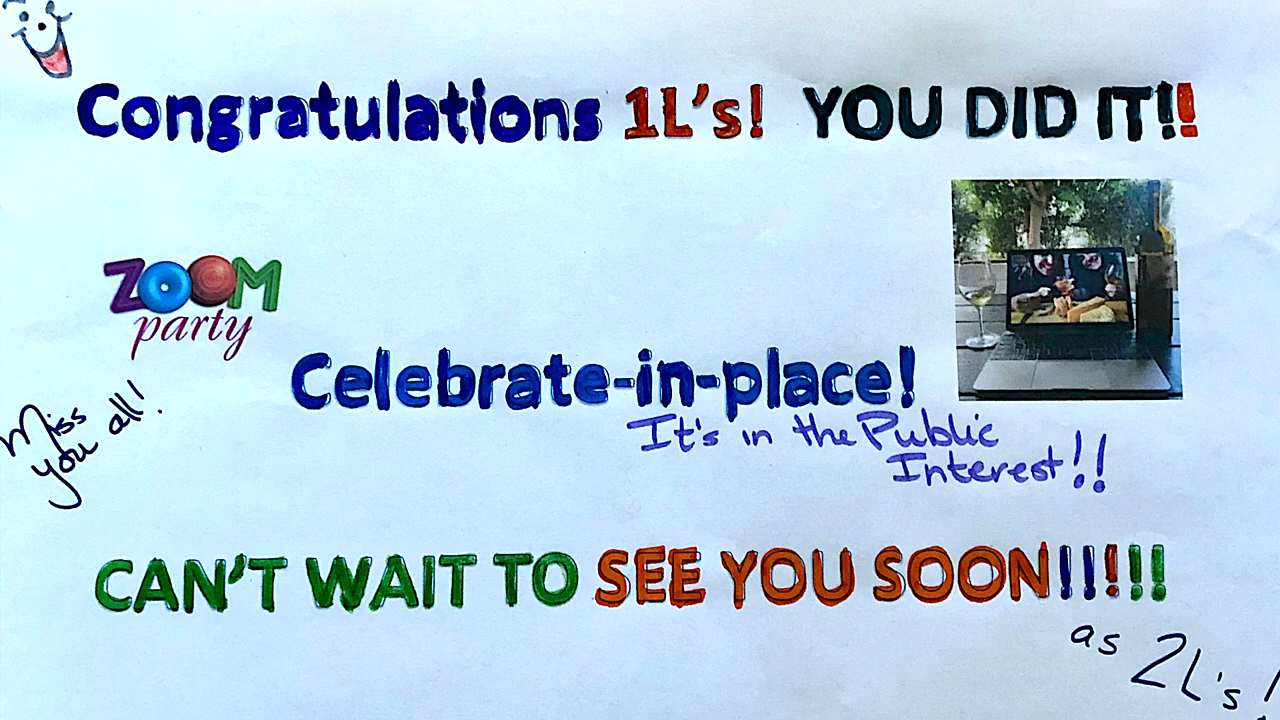 Congratulations 1L's! YOU DID IT!!
ZOOM
party
Celebrate-in-place!
It's in the Public
Interest!!
Miss
you all!
CAN'T WAIT TO SEE YOU SOON!!!!!
as 2L's!